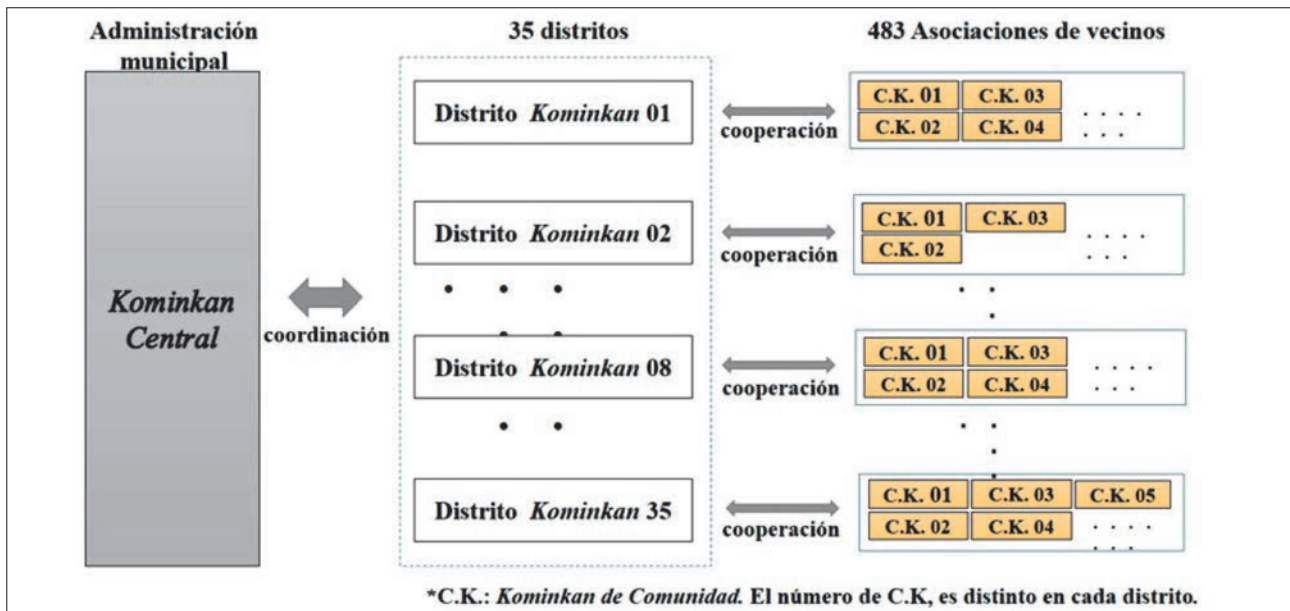 Administración
municipal
35 distritos
483 Asociaciones de vecinos
Kominkan
Central
coordinación
Distrito Kominkan 01
cooperación
C.K. 01
C.K. 03
C.K. 02
C.K. 04
Distrito Kominkan 02
cooperación
C.K. 01
C.K. 03
C.K. 02
Distrito Kominkan 08
cooperación
C.K. 01
C.K. 03
C.K. 02
C.K. 04
Distrito Kominkan 35
cooperación
C.K. 01
C.K. 03
C.K. 05
C.K. 02
C.K. 04
*C.K.: Kominkan de Comunidad. El número de C.K, es distinto en cada distrito.